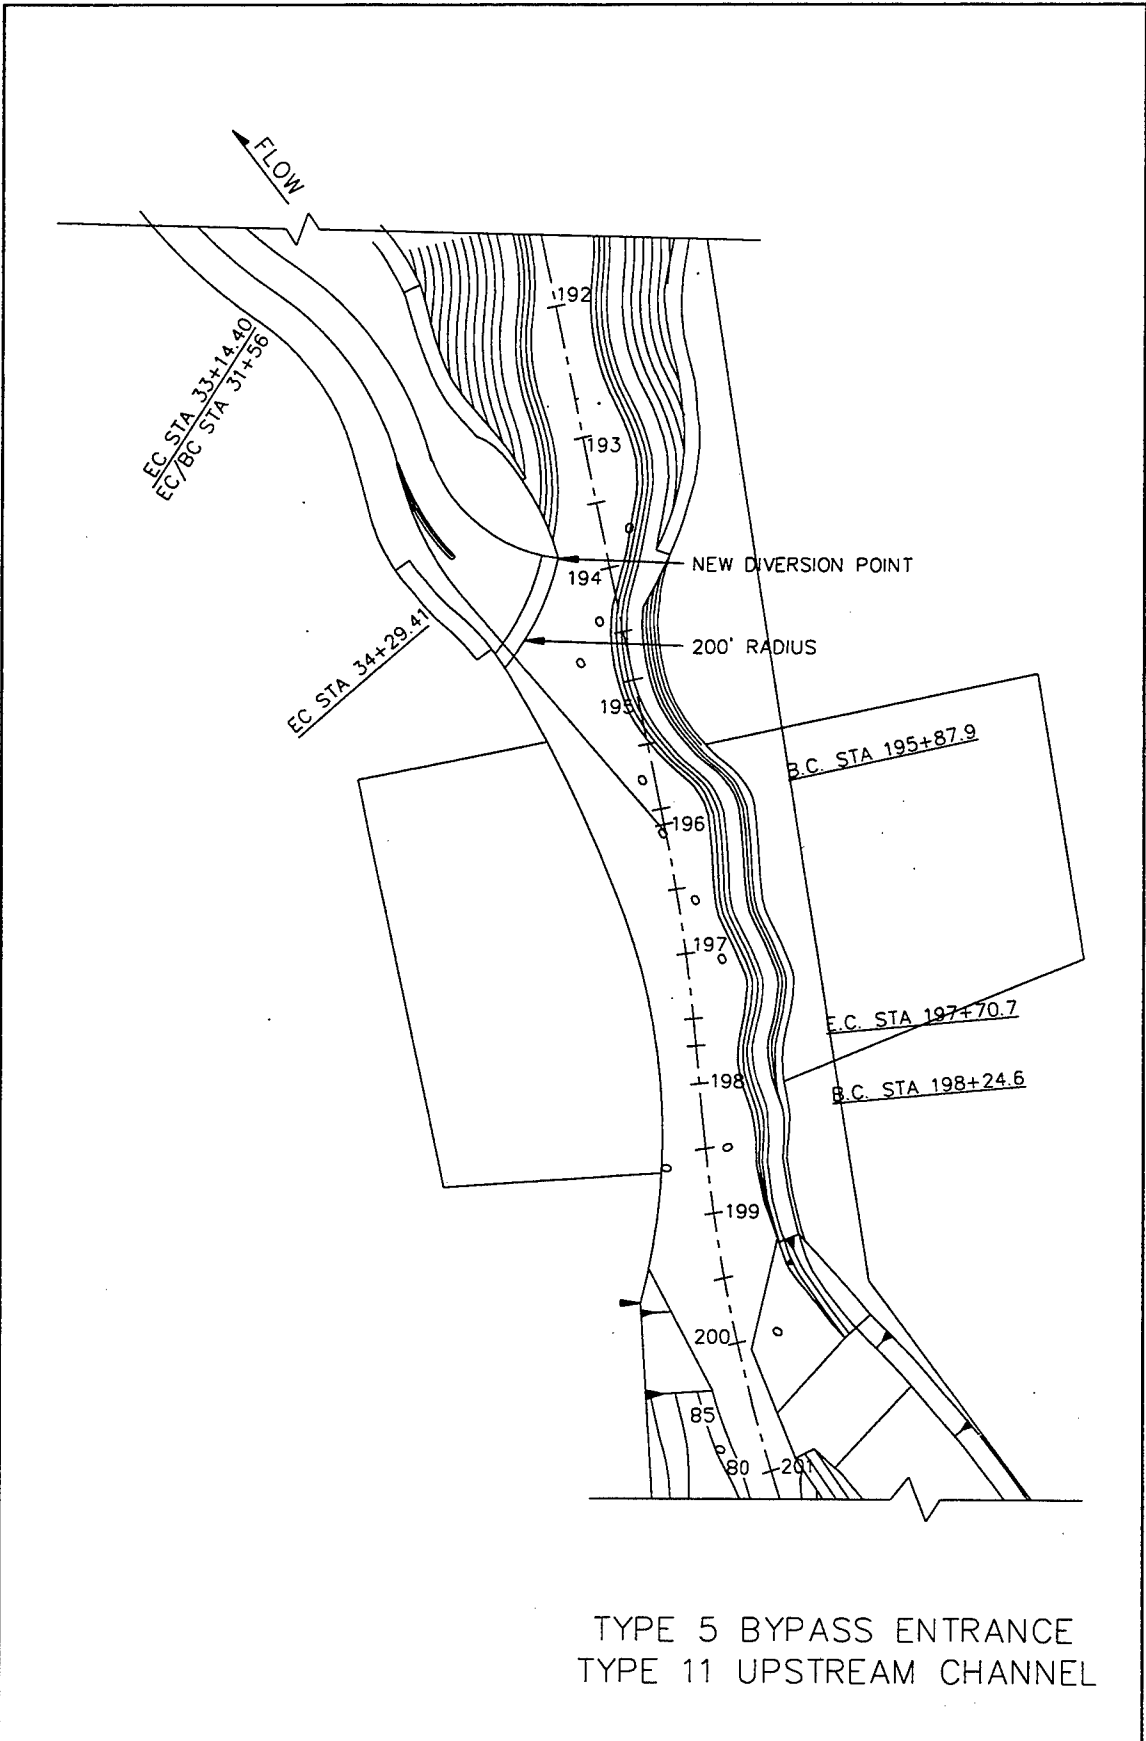 FLOW
192
EC STA 33+14.40
EC/BC STA 31+56
193
NEW DIVERSION POINT
194
200' RADIUS
EC STA 34+29.41
195
B.C. STA 195+87.9
196
197
E.C. STA 197+70.7
198
B.C. STA 198+24.6
199
200
85
80
201
TYPE 5 BYPASS ENTRANCE
TYPE 11 UPSTREAM CHANNEL